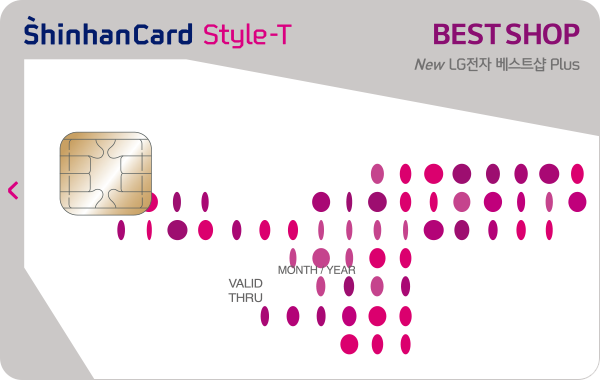 ShinhanCard Style-T
BEST SHOP
New LG전자 베스트샵 Plus
MONTH / YEAR
VALID
THRU